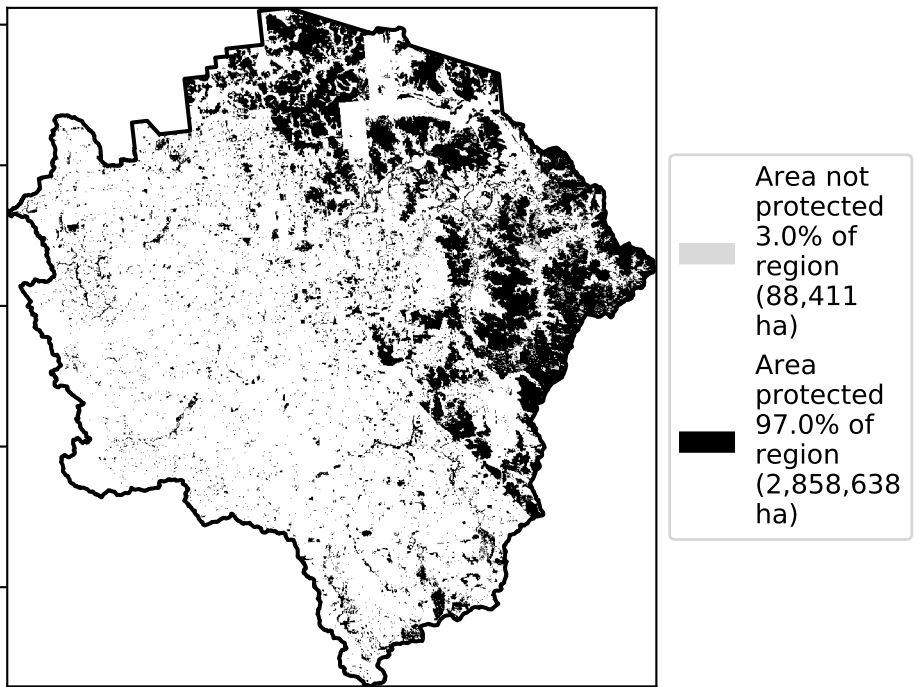 Area not
protected
3.0% of
region
(88,411
ha)
Area
protected
97.0% of
region
(2,858,638
ha)